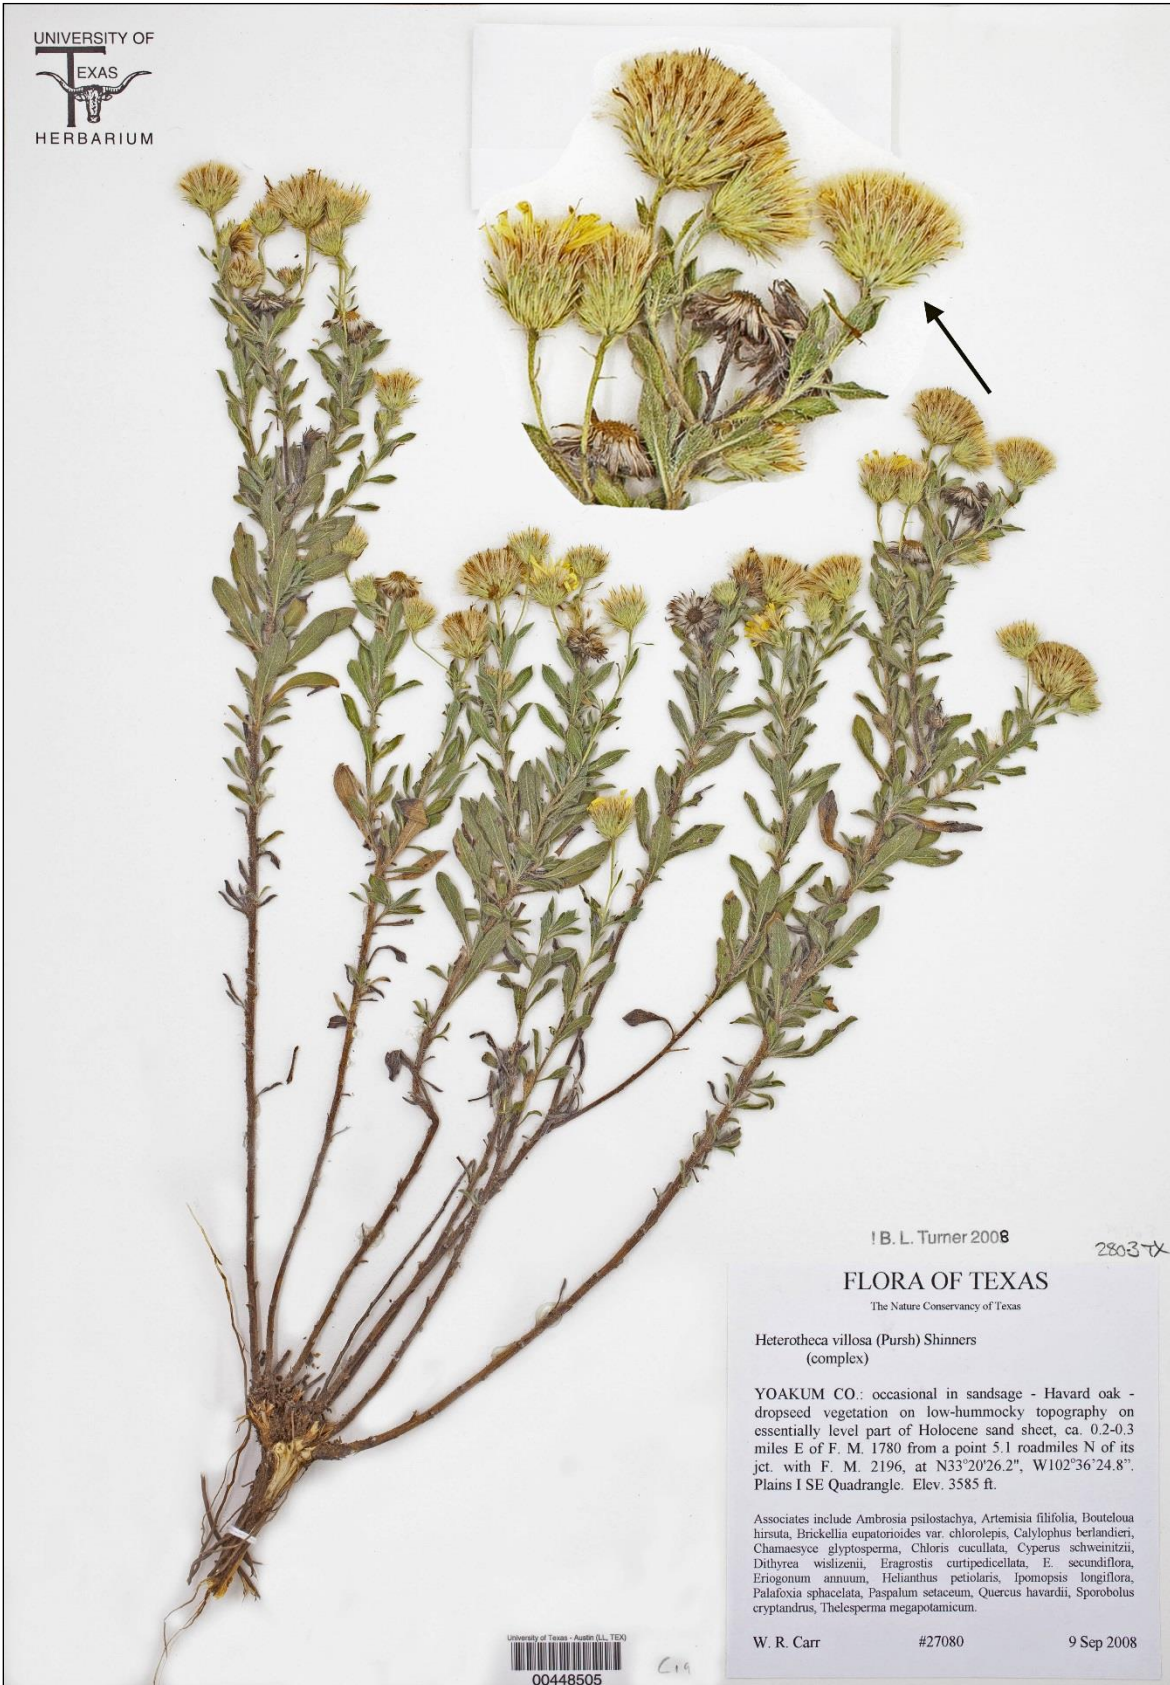 UNIVERSITY OF
TEXAS
HERBARIUM
! B. L. Turner 2008
2803 TX
FLORA OF TEXAS
The Nature Conservancy of Texas
Heterotheca villosa (Pursh) Shinners
(complex)
YOAKUM CO.: occasional in sandsage - Havard oak -
dropseed vegetation on low-hummocky topography on
essentially level part of Holocene sand sheet, ca. 0.2-0.3
miles E of F. M. 1780 from a point 5.1 roadmiles N of its
jct. with F. M. 2196, at N33°20'26.2", W102°36'24.8".
Plains I SE Quadrangle. Elev. 3585 ft.
Associates include Ambrosia psilostachya, Artemisia filifolia, Bouteloua
hirsuta, Brickellia eupatorioides var. chlorolepis, Calylophus berlandieri,
Chamaesyce glyptosperma, Chloris cucullata, Cyperus schweinitzii,
Dithyrea wislizenii, Eragrostis curtipedicellata, E. secundiflora,
Eriogonum annuum, Helianthus petiolaris, Ipomopsis longiflora,
Palafoxia sphacelata, Paspalum setaceum, Quercus havardii, Sporobolus
cryptandrus, Thelesperma megapotamicum.
W. R. Carr #27080 9 Sep 2008
University of Texas - Austin (LL, TEX)
00448505